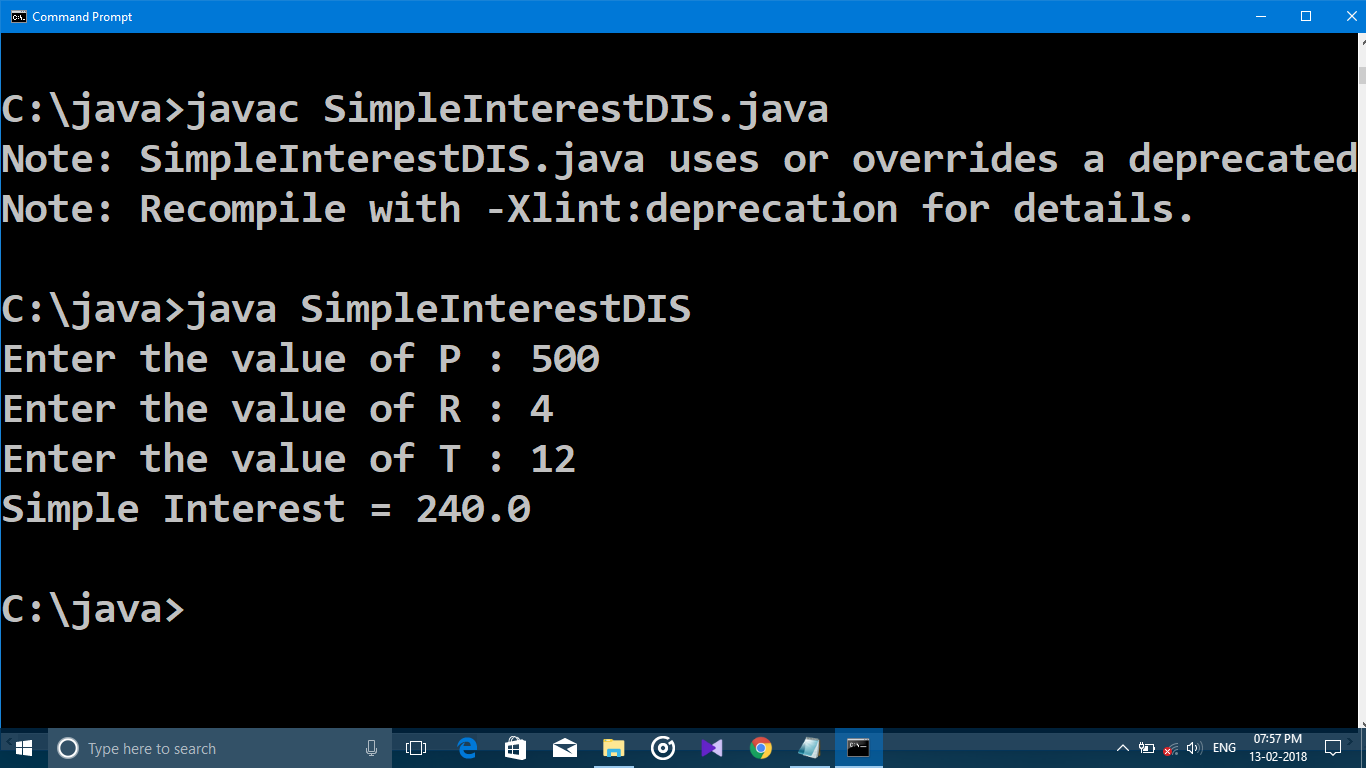 Command Prompt
C:\java>javac SimpleInterestDIS.java
Note: SimpleInterestDIS.java uses or overrides a deprecated
Note: Recompile with -Xlint:deprecation for details.
C:\java>java SimpleInterestDIS
Enter the value of P : 500
Enter the value of R : 4
Enter the value of T : 12
Simple Interest = 240.0
C:\java>
Type here to search
ENG
07:57 PM
13-02-2018